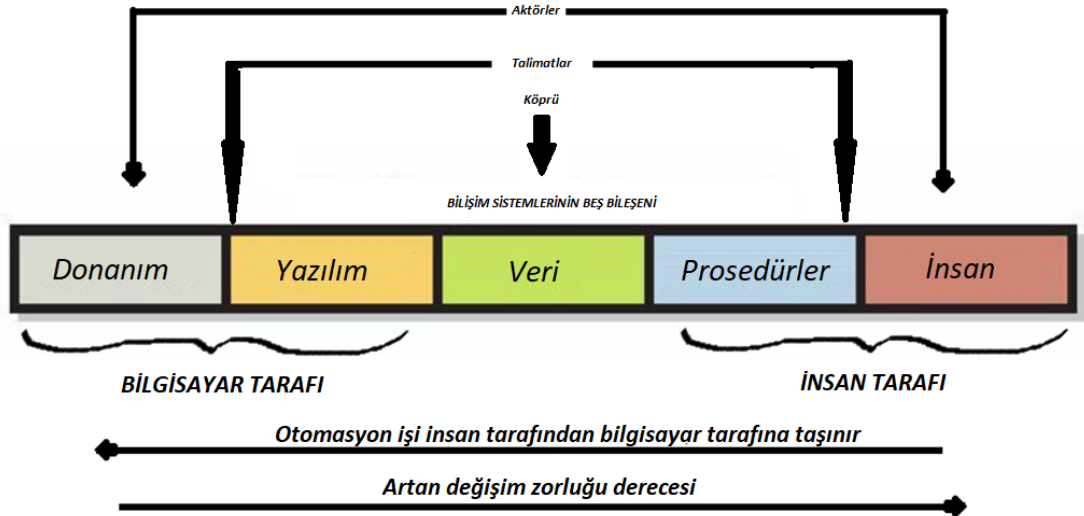 Aktörler
Talimatlar
Köprü
BİLİŞİM SİSTEMLERİNİN BEŞ BİLEŞENİ
Donanım
Yazılım
Veri
Prosedürler
İnsan
BİLGİSAYAR TARAFI
İNSAN TARAFI
Otomasyon işi insan tarafından bilgisayar tarafına taşınır
Artan değişim zorluğu derecesi